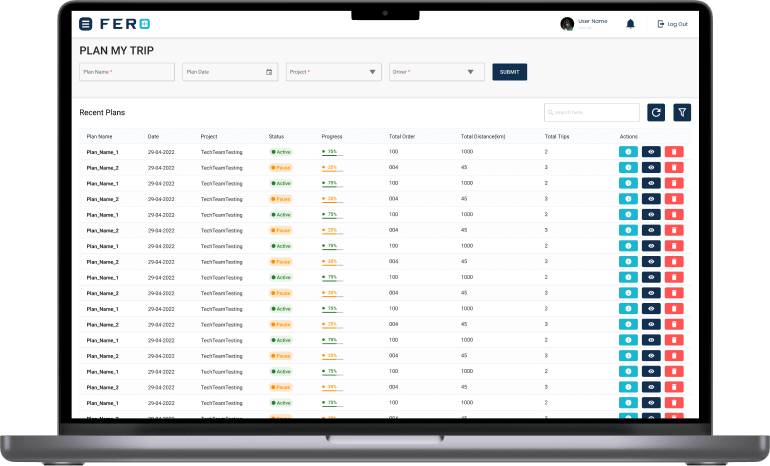 FERO AI
User Name
Log Out
PLAN MY TRIP
Plan Name *
Plan Date
Project *
Driver *
SUBMIT
Recent Plans
search here
Plan Name Date Project Status Progress Total Order Total Distance(km) Total Trips Actions
Plan_Name_1 29-04-2022 TechTeamTesting Active 75% 100 1000 2
Plan_Name_2 29-04-2022 TechTeamTesting Pause 25% 004 45 3
Plan_Name_1 29-04-2022 TechTeamTesting Active 75% 100 1000 2
Plan_Name_2 29-04-2022 TechTeamTesting Pause 25% 004 45 3
Plan_Name_1 29-04-2022 TechTeamTesting Active 75% 100 1000 2
Plan_Name_2 29-04-2022 TechTeamTesting Pause 25% 004 45 3
Plan_Name_1 29-04-2022 TechTeamTesting Active 75% 100 1000 2
Plan_Name_2 29-04-2022 TechTeamTesting Pause 25% 004 45 3
Plan_Name_1 29-04-2022 TechTeamTesting Active 75% 100 1000 2
Plan_Name_2 29-04-2022 TechTeamTesting Pause 25% 004 45 3
Plan_Name_1 29-04-2022 TechTeamTesting Active 75% 100 1000 2
Plan_Name_2 29-04-2022 TechTeamTesting Pause 25% 004 45 3
Plan_Name_1 29-04-2022 TechTeamTesting Active 75% 100 1000 2
Plan_Name_2 29-04-2022 TechTeamTesting Pause 25% 004 45 3
Plan_Name_1 29-04-2022 TechTeamTesting Active 75% 100 1000 2
Plan_Name_2 29-04-2022 TechTeamTesting Pause 25% 004 45 3
Plan_Name_1 29-04-2022 TechTeamTesting Active 75% 100 1000 2
Plan_Name_2 29-04-2022 TechTeamTesting Pause 25% 004 45 3